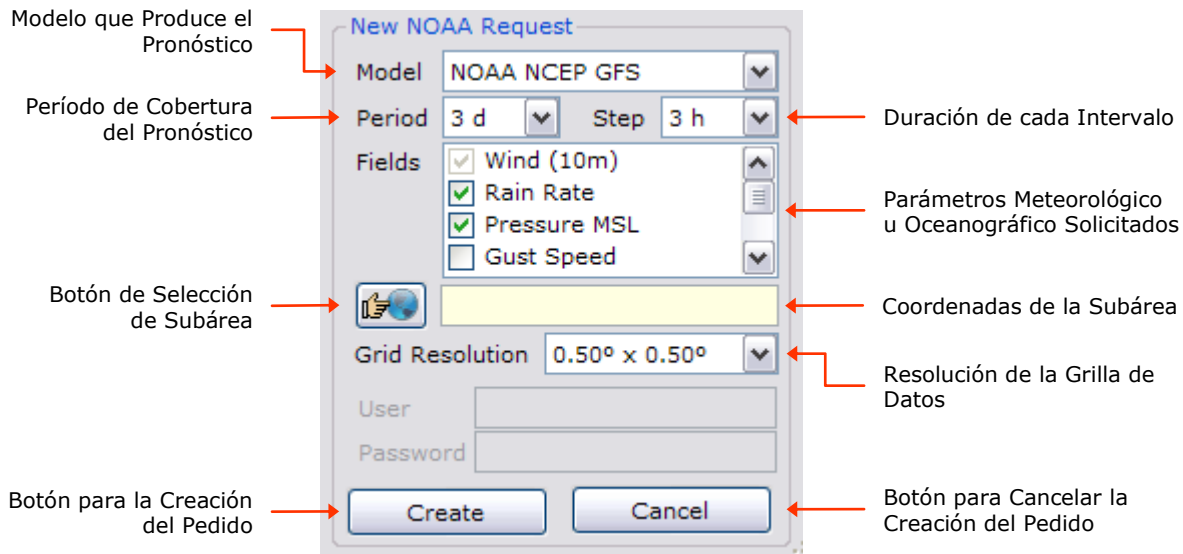 Modelo que Produce el
Pronóstico
New NOAA Request
Model NOAA NCEP GFS
Período de Cobertura
del Pronóstico
Period 3 d Step 3 h
Duración de cada Intervalo
Fields Wind (10m)
Rain Rate
Pressure MSL
Gust Speed
Parámetros Meteorológico
u Oceanográfico Solicitados
Botón de Selección
de Subárea
Coordenadas de la Subárea
Grid Resolution 0.50º x 0.50º
Resolución de la Grilla de
Datos
User
Password
Botón para la Creación
del Pedido
Create Cancel
Botón para Cancelar la
Creación del Pedido